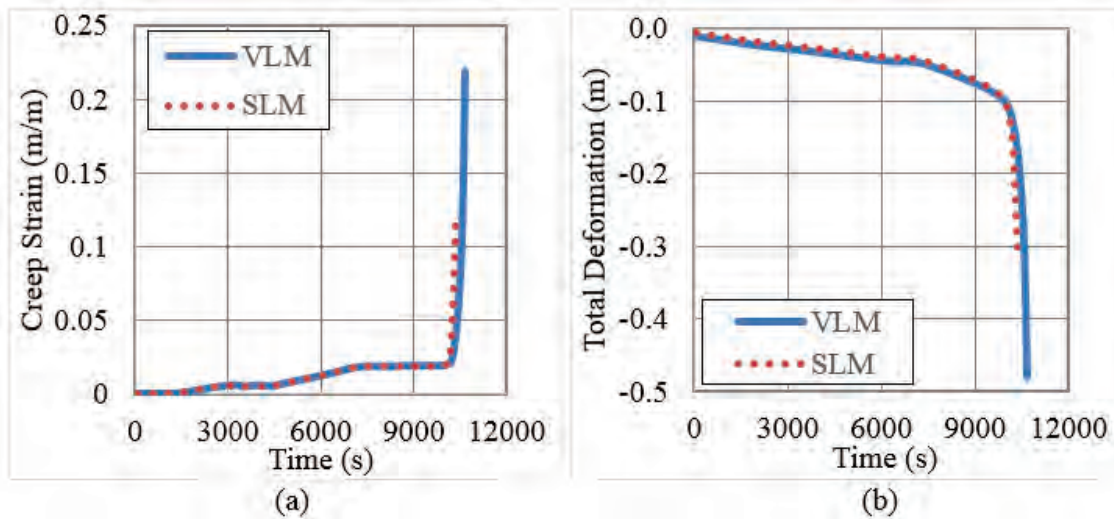 0.25
0.2
0.15
0.1
0.05
0
Creep Strain (m/m)
VLM
SLM
0 3000 6000 9000 12000
Time (s)
(a)
0.0
-0.1
-0.2
-0.3
-0.4
-0.5
Total Deformation (m)
VLM
SLM
0 3000 6000 9000 12000
Time (s)
(b)